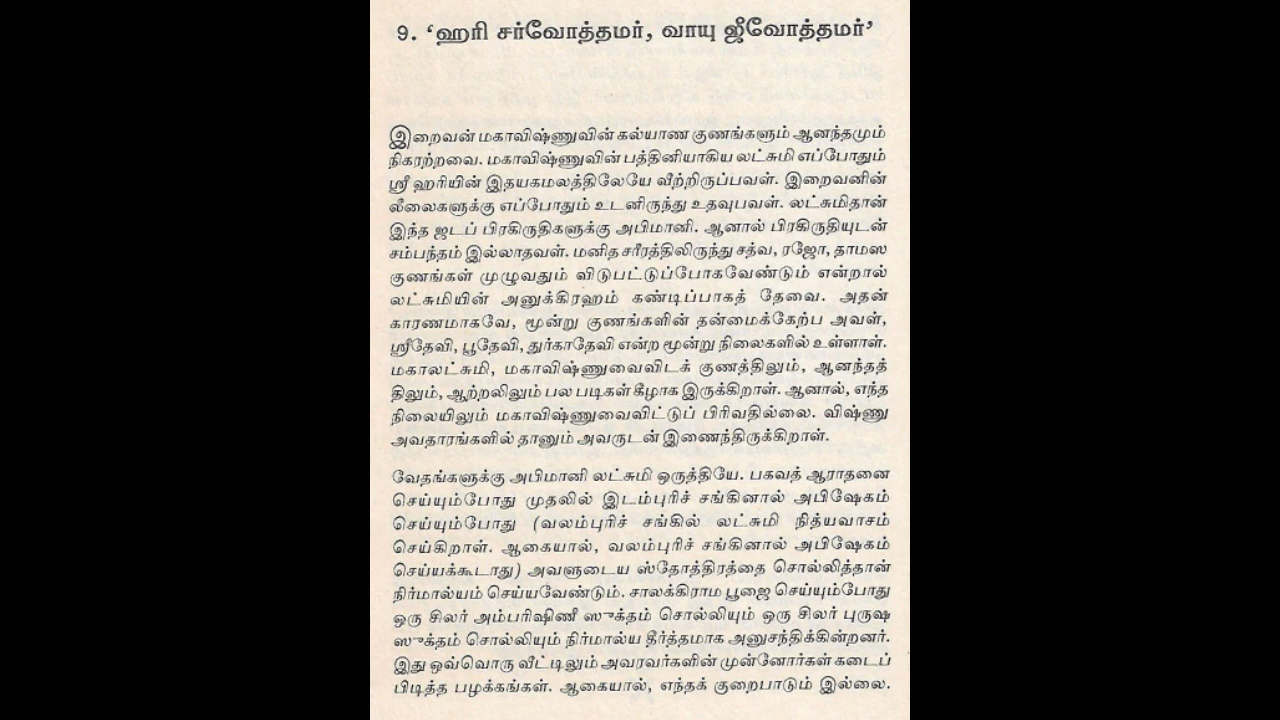 9. ‘ஹரி சர்வோத்தமர், வாயு ஜீவோத்தமர்’
இறைவன் மகாவிஷ்ணுவின் கல்யாண குணங்களும் ஆனந்தமும்
நிகரற்றவை. மகாவிஷ்ணுவின் பத்தினியாகிய லட்சுமி எப்போதும்
ஸ்ரீ ஹரியின் இதயகமலத்திலேயே வீற்றிருப்பவள். இறைவனின்
லீலைகளுக்கு எப்போதும் உடனிருந்து உதவுபவள். லட்சுமிதான்
இந்த ஜடப் பிரகிருதிகளுக்கு அபிமானி. ஆனால் பிரகிருதியுடன்
சம்பந்தம் இல்லாதவள். மனித சரீரத்திலிருந்து சத்வ, ரஜோ, தாமஸ
குணங்கள் முழுவதும் விடுபட்டுப்போகவேண்டும் என்றால்
லட்சுமியின் அனுக்கிரஹம் கண்டிப்பாகத் தேவை. அதன்
காரணமாகவே, மூன்று குணங்களின் தன்மைக்கேற்ப அவள்,
ஸ்ரீதேவி, பூதேவி, துர்காதேவி என்ற மூன்று நிலைகளில் உள்ளாள்.
மகாலட்சுமி, மகாவிஷ்ணுவைவிடக் குணத்திலும், ஆனந்தத்
திலும், ஆற்றலிலும் பல படிகள் கீழாக இருக்கிறாள். ஆனால், எந்த
நிலையிலும் மகாவிஷ்ணுவைவிட்டுப் பிரிவதில்லை. விஷ்ணு
அவதாரங்களில் தானும் அவருடன் இணைந்திருக்கிறாள்.
வேதங்களுக்கு அபிமானி லட்சுமி ஒருத்தியே. பகவத் ஆராதனை
செய்யும்போது முதலில் இடம்புரிச் சங்கினால் அபிஷேகம்
செய்யும்போது (வலம்புரிச் சங்கில் லட்சுமி நித்யவாசம்
செய்கிறாள். ஆகையால், வலம்புரிச் சங்கினால் அபிஷேகம்
செய்யக்கூடாது) அவளுடைய ஸ்தோத்திரத்தை சொல்லித்தான்
நிர்மால்யம் செய்யவேண்டும். சாலக்கிராம பூஜை செய்யும்போது
ஒரு சிலர் அம்பரிஷிணீ ஸுக்தம் சொல்லியும் ஒரு சிலர் புருஷ
ஸுக்தம் சொல்லியும் நிர்மால்ய தீர்த்தமாக அனுசந்திக்கின்றனர்.
இது ஒவ்வொரு வீட்டிலும் அவரவர்களின் முன்னோர்கள் கடைப்
பிடித்த பழக்கங்கள். ஆகையால், எந்தக் குறைபாடும் இல்லை.